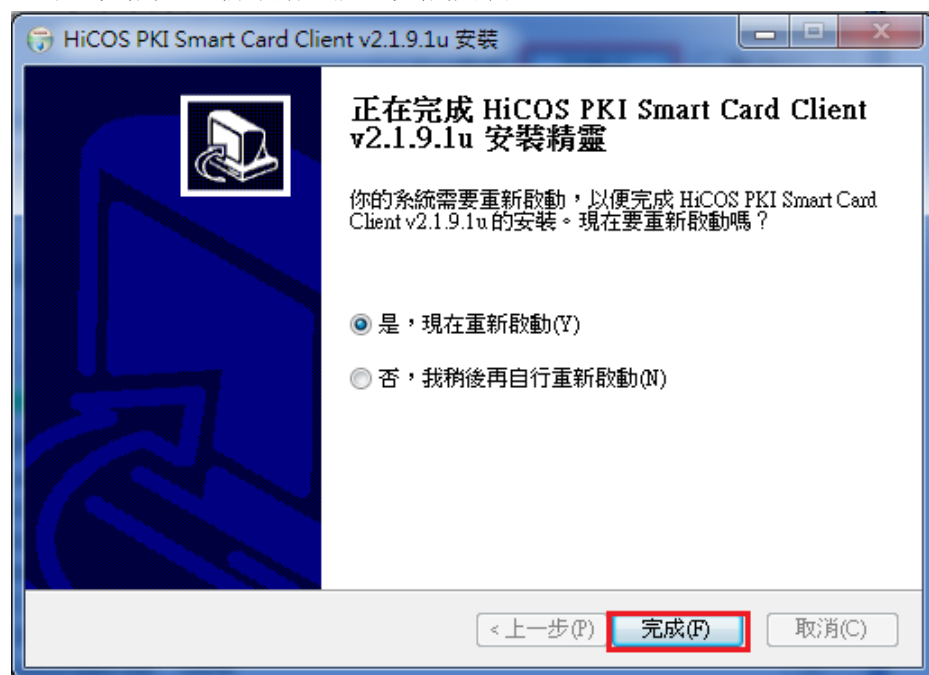 HiCOS PKI Smart Card Client v2.1.9.1u 安裝
正在完成 HiCOS PKI Smart Card Client
v2.1.9.1u 安裝精靈
你的系統需要重新啟動，以便完成 HiCOS PKI Smart Card
Client v2.1.9.1u 的安裝。現在要重新啟動嗎？
是，現在重新啟動(Y)
否，我稍後再自行重新啟動(N)
<上一步(P) 完成(F) 取消(C)